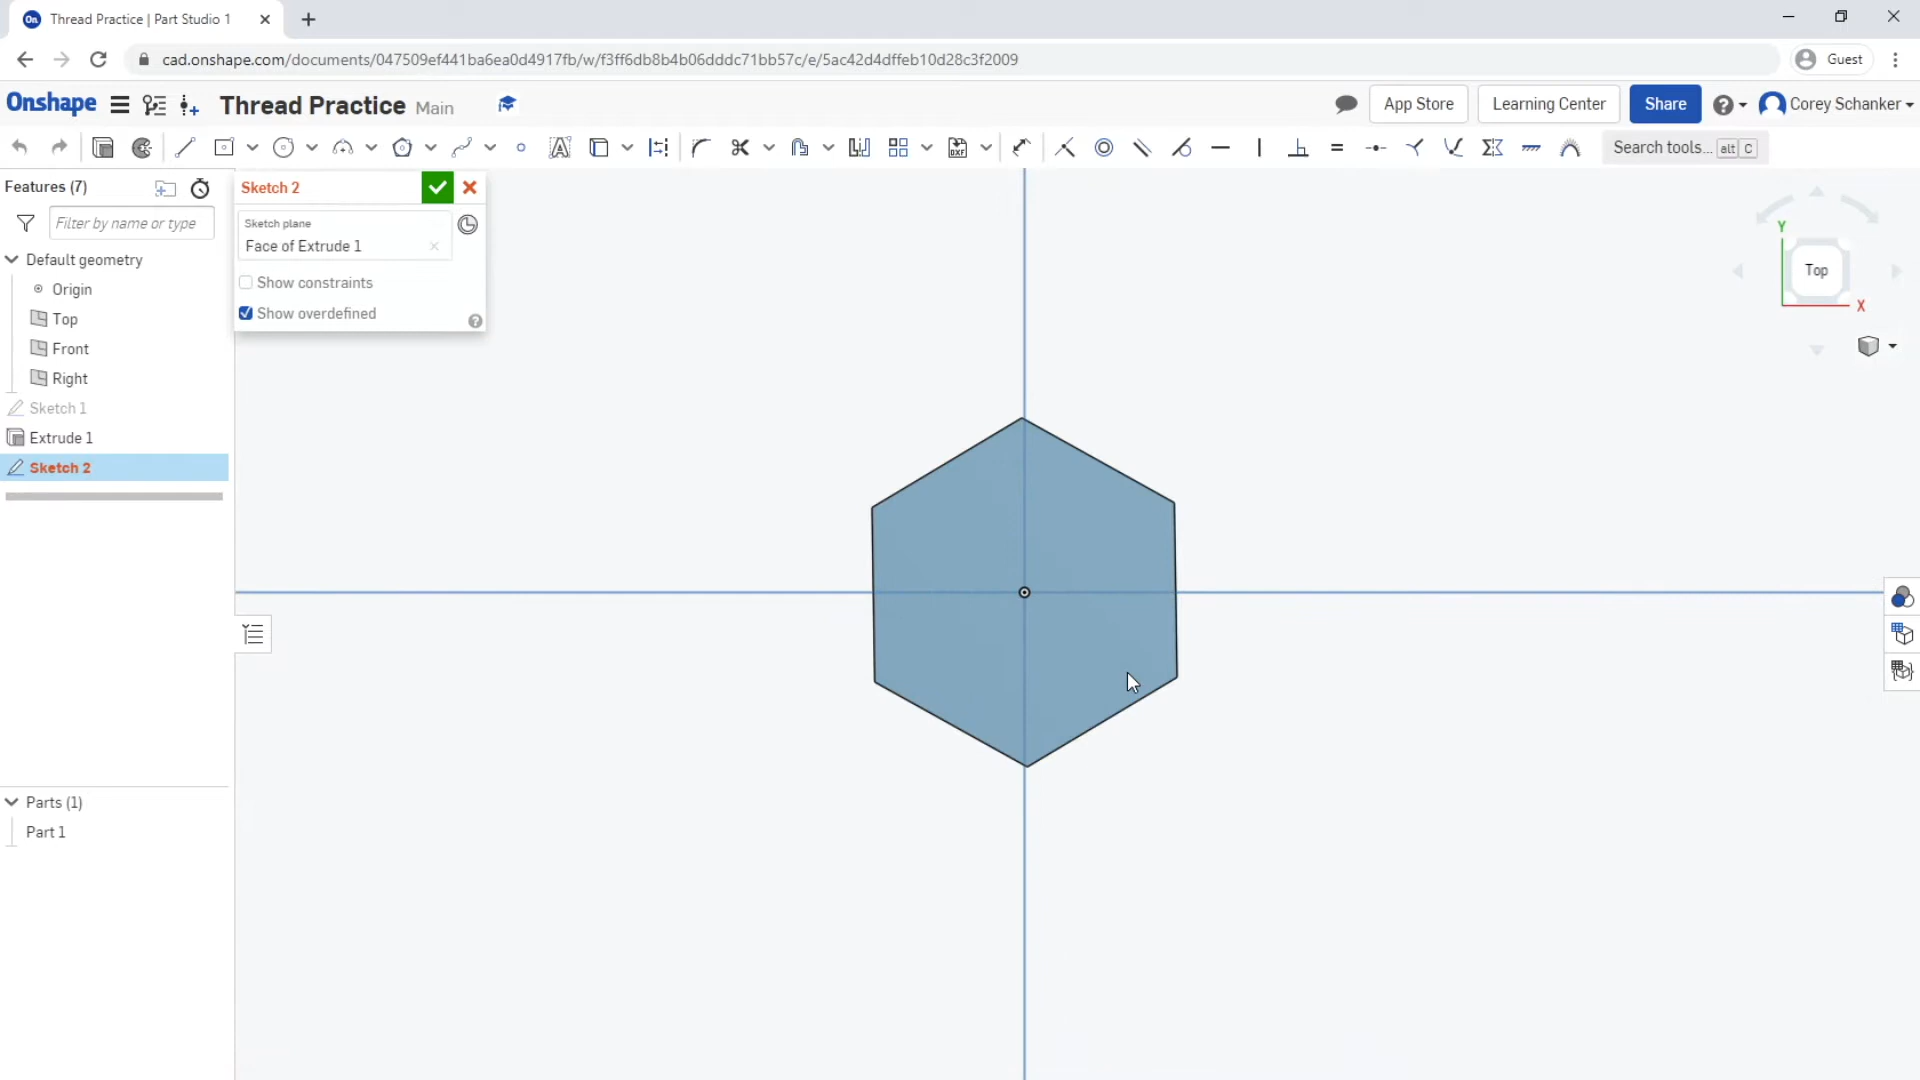 Thread Practice | Part Studio 1
cad.onshape.com/documents/047509ef441ba6ea0d4917fb/w/f3ff6db8b4b06dddc71bb57c/e/5ac42d4dffeb10d28c3f2009
Guest
Onshape
Thread Practice Main
App Store
Learning Center
Share
Corey Schanker
Search tools... alt C
Features (7)
Filter by name or type
Default geometry
Origin
Top
Front
Right
Sketch 1
Extrude 1
Sketch 2
Sketch 2
Sketch plane
Face of Extrude 1
Show constraints
Show overdefined
Y
Top
X
Parts (1)
Part 1